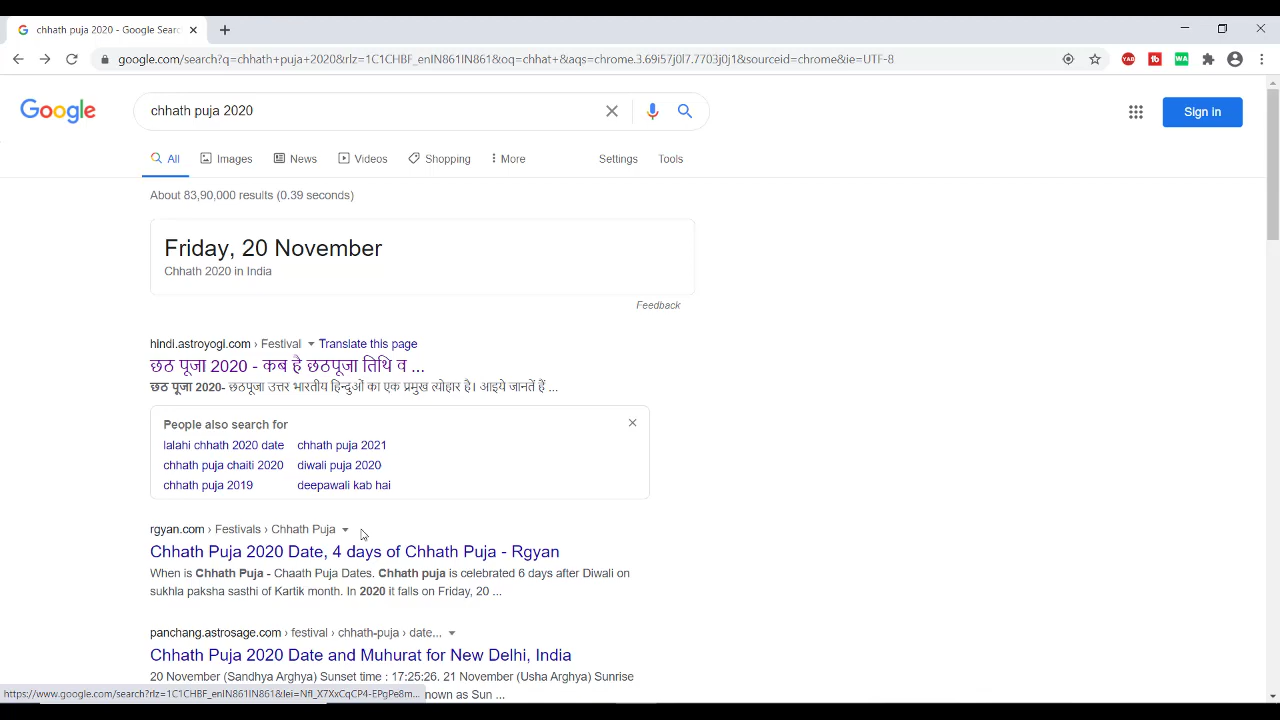 chhath puja 2020 - Google Searc
google.com/search?q=chhath+puja+2020&rlz=1C1CHBF_enIN861IN861&oq=chhat+&aqs=chrome.3.69i57j0l7.7703j0j1&sourceid=chrome&ie=UTF-8
Google
chhath puja 2020
Sign in
All Images News Videos Shopping More Settings Tools
About 83,90,000 results (0.39 seconds)
Friday, 20 November
Chhath 2020 in India
Feedback
hindi.astroyogi.com › Festival Translate this page
छठ पूजा 2020 - कब है छठपूजा तिथि व ...
छठ पूजा 2020- छठपूजा उत्तर भारतीय हिन्दुओं का एक प्रमुख त्योहार है। आइये जानतें हैं ...
People also search for
lalahi chhath 2020 date chhath puja 2021
chhath puja chaiti 2020 diwali puja 2020
chhath puja 2019 deepawali kab hai
rgyan.com › Festivals › Chhath Puja
Chhath Puja 2020 Date, 4 days of Chhath Puja - Rgyan
When is Chhath Puja - Chaath Puja Dates. Chhath puja is celebrated 6 days after Diwali on
sukhla paksha sasthi of Kartik month. In 2020 it falls on Friday, 20 ...
panchang.astrosage.com › festival › chhath-puja › date...
Chhath Puja 2020 Date and Muhurat for New Delhi, India
20 November (Sandhya Arghya) Sunset time : 17:25:26. 21 November (Usha Arghya) Sunrise
nown as Sun ...